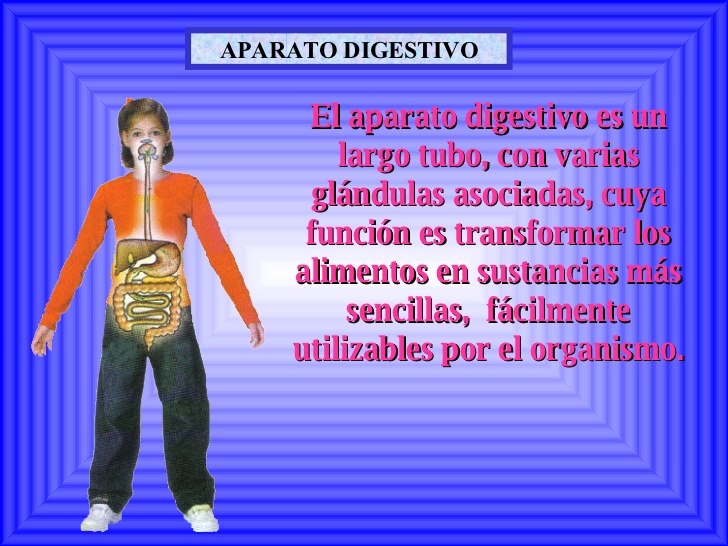 APARATO DIGESTIVO
El aparato digestivo es un
largo tubo, con varias
glándulas asociadas, cuya
función es transformar los
alimentos en sustancias más
sencillas, fácilmente
utilizables por el organismo.